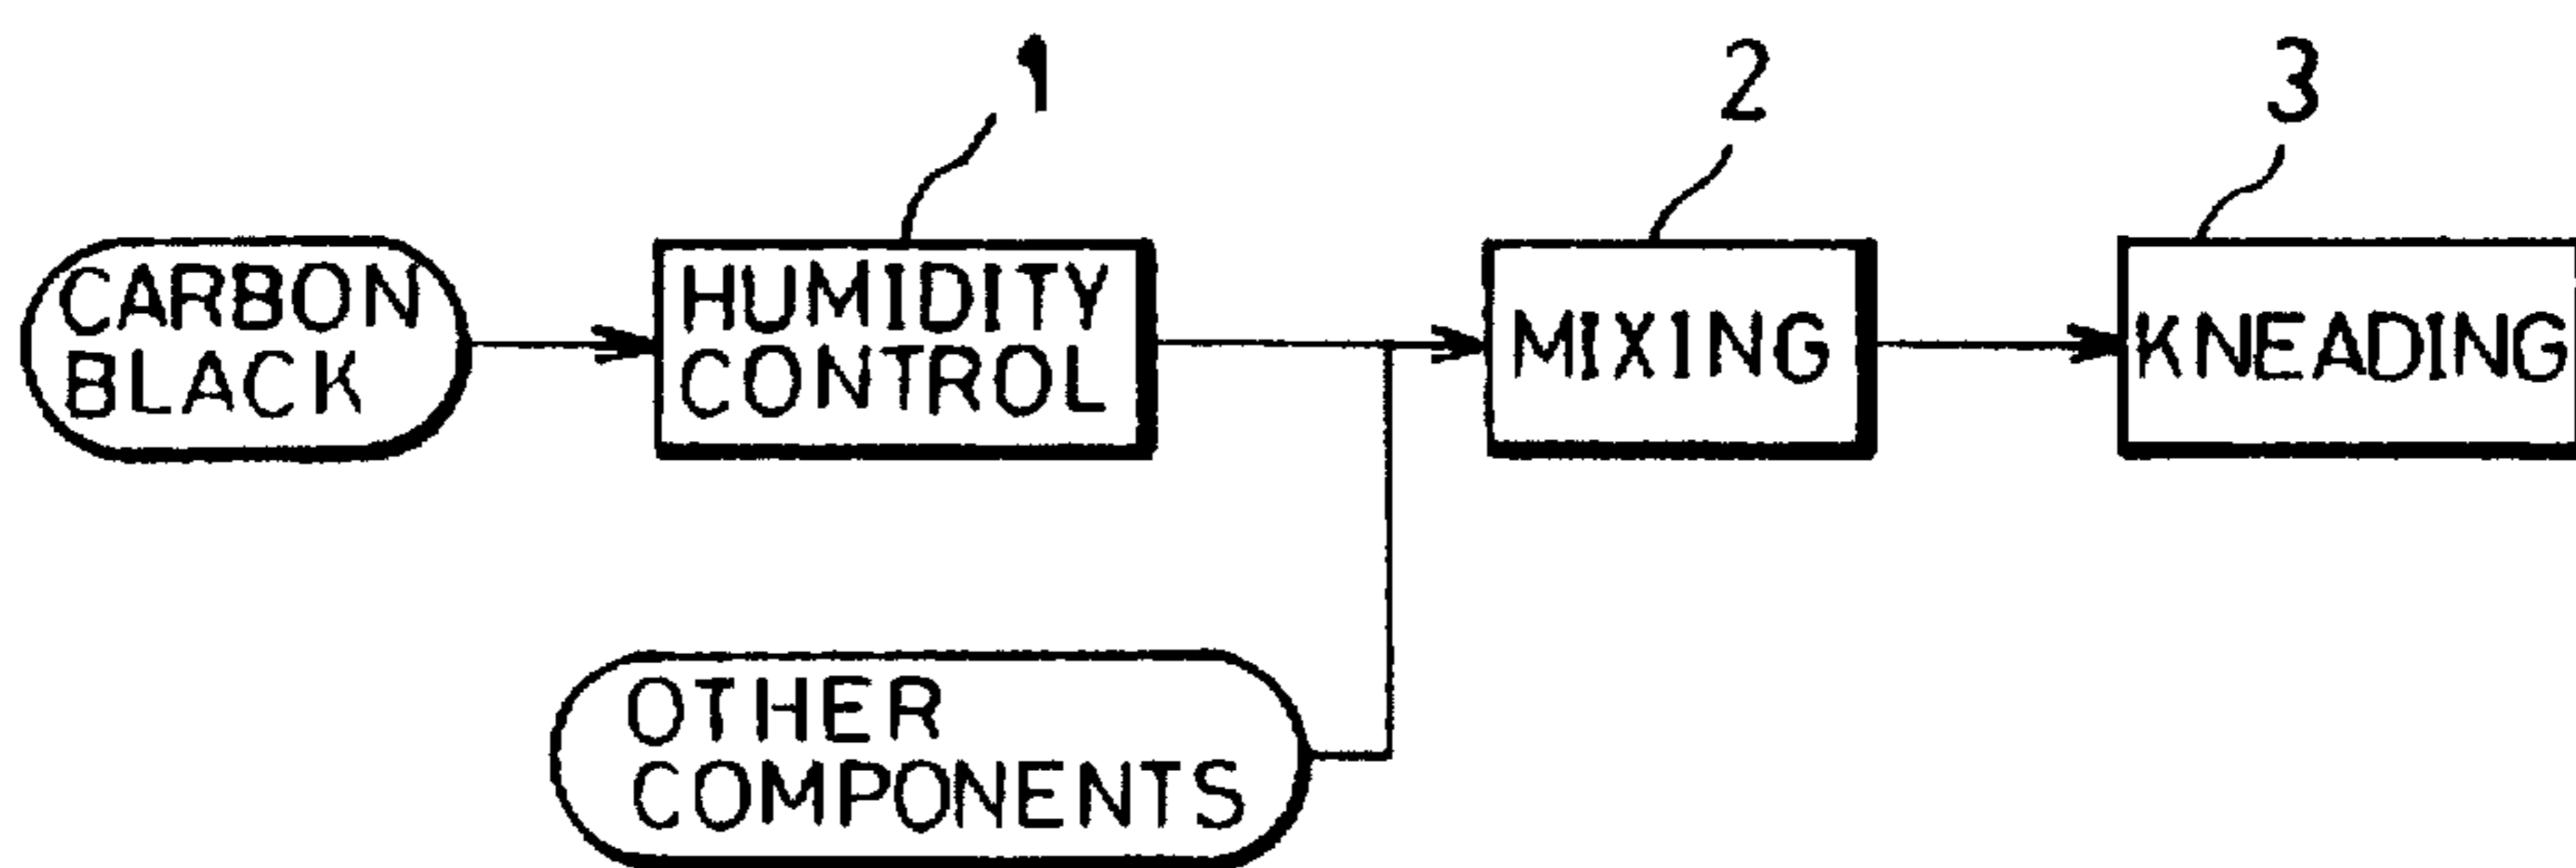 1
2
3
CARBON
BLACK
HUMIDITY
CONTROL
MIXING
KNEADING
OTHER
COMPONENTS